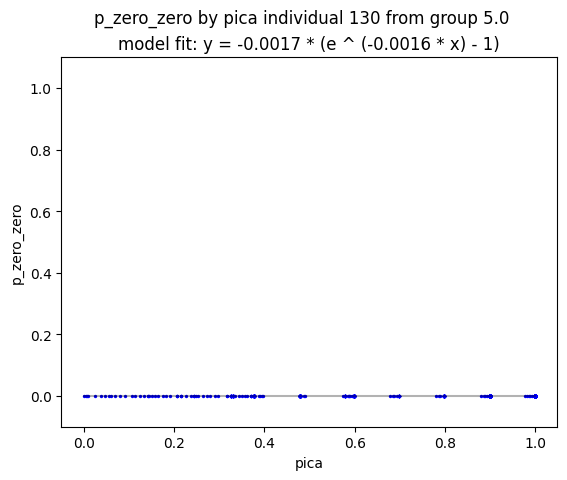 p_zero_zero by pica individual 130 from group 5.0
model fit: y = -0.0017 * (e ^ (-0.0016 * x) - 1)
1.0
0.8
0.6
0.4
0.2
0.0
p_zero_zero
0.0 0.2 0.4 0.6 0.8 1.0
pica